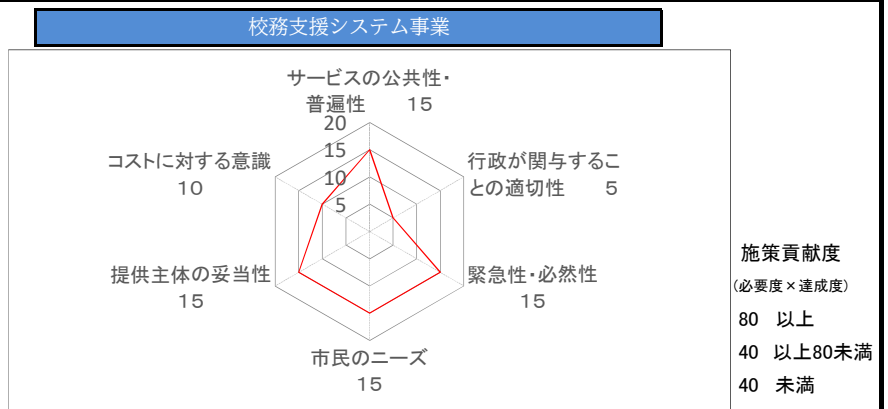 校務支援システム事業
サービスの公共性・
普遍性 15
20
15
10
5
行政が関与するこ
との適切性 5
緊急性・必然性
15
市民のニーズ
15
提供主体の妥当性
15
コストに対する意識
10
施策貢献度
(必要度×達成度)
80 以上
40 以上80未満
40 未満